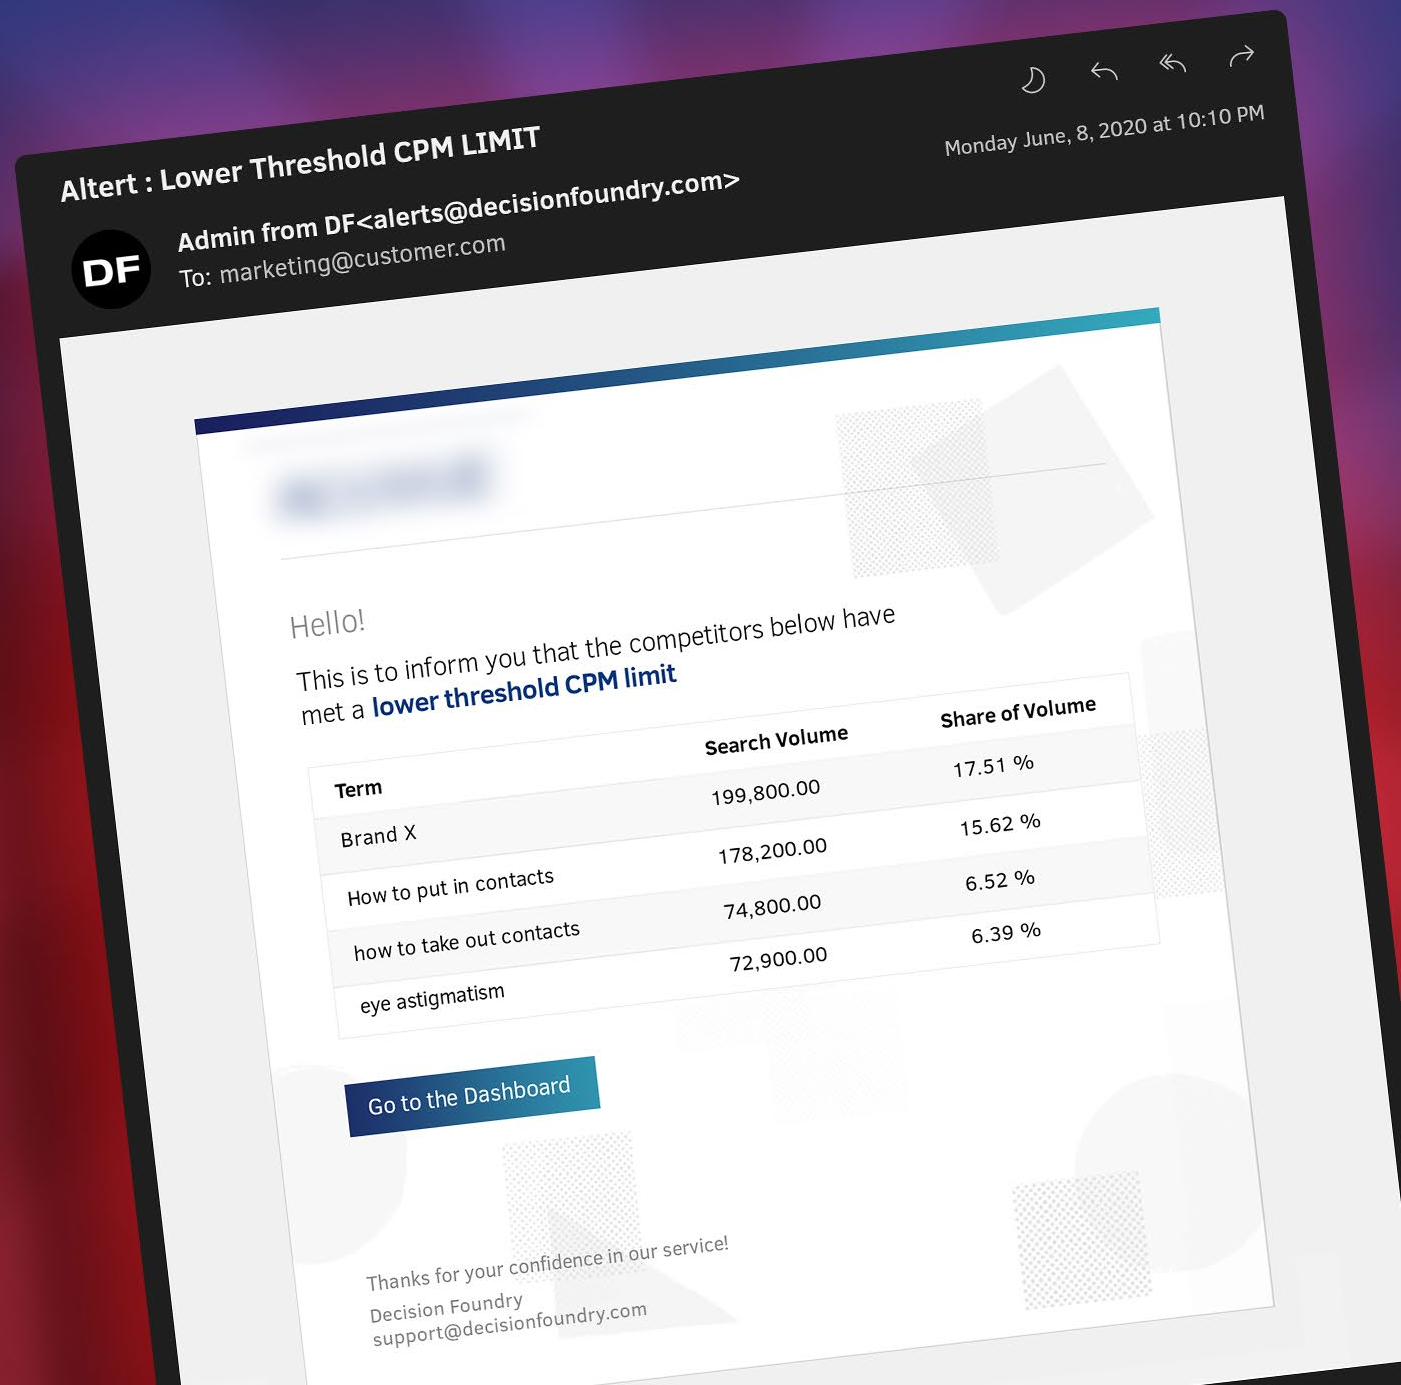 Altert : Lower Threshold CPM LIMIT
Monday June, 8, 2020 at 10:10 PM
DF
Admin from DF<alerts@decisionfoundry.com>
To: marketing@customer.com
Hello!
This is to inform you that the competitors below have
met a lower threshold CPM limit
Term Search Volume Share of Volume
Brand X 199,800.00 17.51 %
How to put in contacts 178,200.00 15.62 %
how to take out contacts 74,800.00 6.52 %
eye astigmatism 72,900.00 6.39 %
Go to the Dashboard
Thanks for your confidence in our service!
Decision Foundry
support@decisionfoundry.com